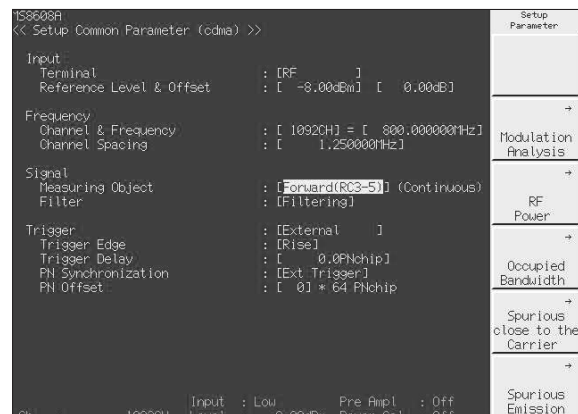 MS8608A
<< Setup Common Parameter (cdma) >>
Input
Terminal : [RF ]
Reference Level & Offset : [ -8.00dBm] [ 0.00dB]
Frequency
Channel & Frequency : [ 1092CH] = [ 800.000000MHz]
Channel Spacing : [ 1.250000MHz]
Signal
Measuring Object : [Forward(RC3-5)] (Continuous)
Filter : [Filtering]
Trigger : [External ]
Trigger Edge : [Rise]
Trigger Delay : [ 0.0PNchip]
PN Synchronization : [Ext Trigger]
PN Offset : [ 0] * 64 PNchip
Input : Low Pre Ampl : Off
Setup
Parameter
→
Modulation
Analysis
→
RF
Power
→
Occupied
Bandwidth
→
Spurious
close to the
Carrier
→
Spurious
Emission